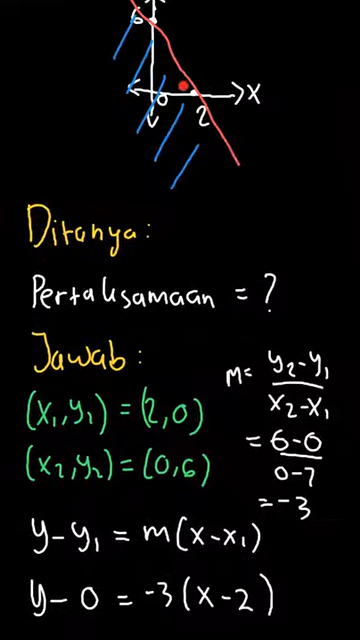 6
0
2
X
Ditanya:
Pertaksamaan = ?
Jawab:
m = y₂-y₁
x₂-x₁
= 6-0
0-7
= -3
(x₁,y₁) = (2,0)
(x₂,y₂) = (0,6)
y-y₁ = m(x-x₁)
y-0 = -3(x-2)